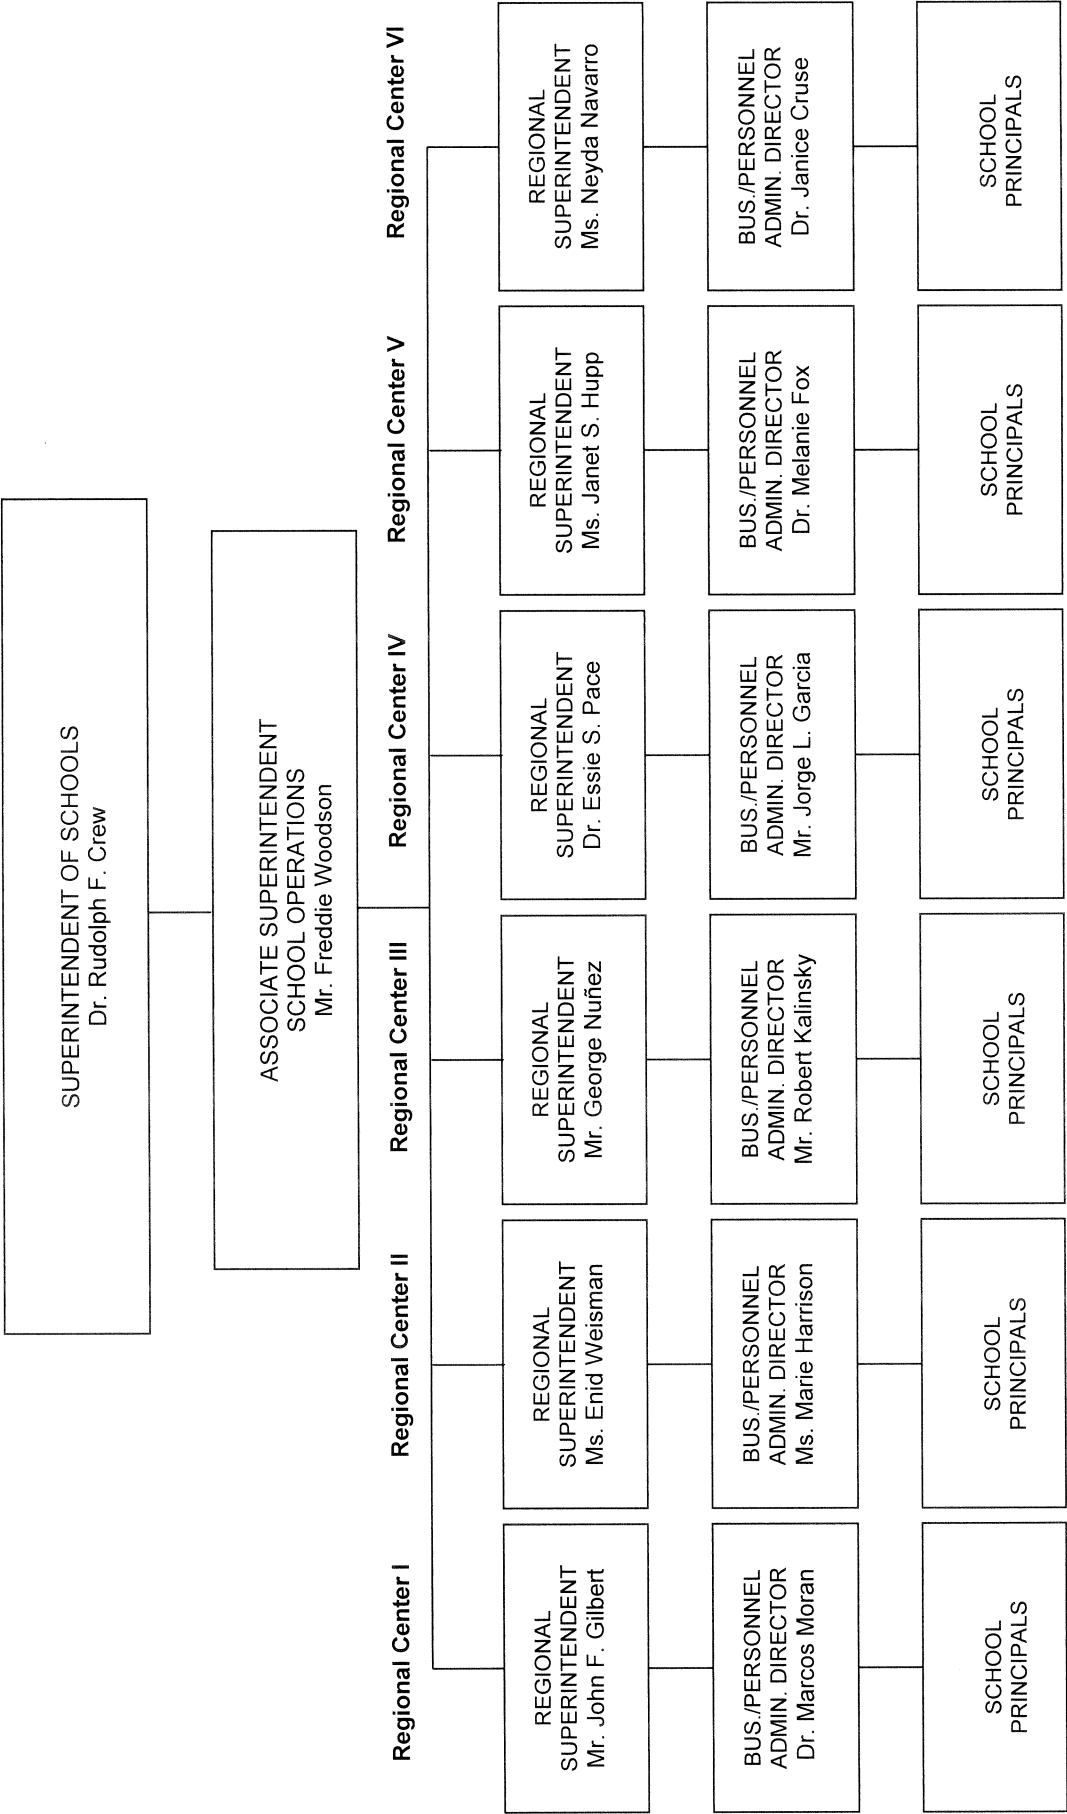 SUPERINTENDENT OF SCHOOLS
Dr. Rudolph F. Crew
ASSOCIATE SUPERINTENDENT
SCHOOL OPERATIONS
Mr. Freddie Woodson
Regional Center I
Regional Center II
Regional Center III
Regional Center IV
Regional Center V
Regional Center VI
REGIONAL
SUPERINTENDENT
Mr. John F. Gilbert
REGIONAL
SUPERINTENDENT
Ms. Enid Weisman
REGIONAL
SUPERINTENDENT
Mr. George Nuñez
REGIONAL
SUPERINTENDENT
Dr. Essie S. Pace
REGIONAL
SUPERINTENDENT
Ms. Janet S. Hupp
REGIONAL
SUPERINTENDENT
Ms. Neyda Navarro
BUS./PERSONNEL
ADMIN. DIRECTOR
Dr. Marcos Moran
BUS./PERSONNEL
ADMIN. DIRECTOR
Ms. Marie Harrison
BUS./PERSONNEL
ADMIN. DIRECTOR
Mr. Robert Kalinsky
BUS./PERSONNEL
ADMIN. DIRECTOR
Mr. Jorge L. Garcia
BUS./PERSONNEL
ADMIN. DIRECTOR
Dr. Melanie Fox
BUS./PERSONNEL
ADMIN. DIRECTOR
Dr. Janice Cruse
SCHOOL
PRINCIPALS
SCHOOL
PRINCIPALS
SCHOOL
PRINCIPALS
SCHOOL
PRINCIPALS
SCHOOL
PRINCIPALS
SCHOOL
PRINCIPALS